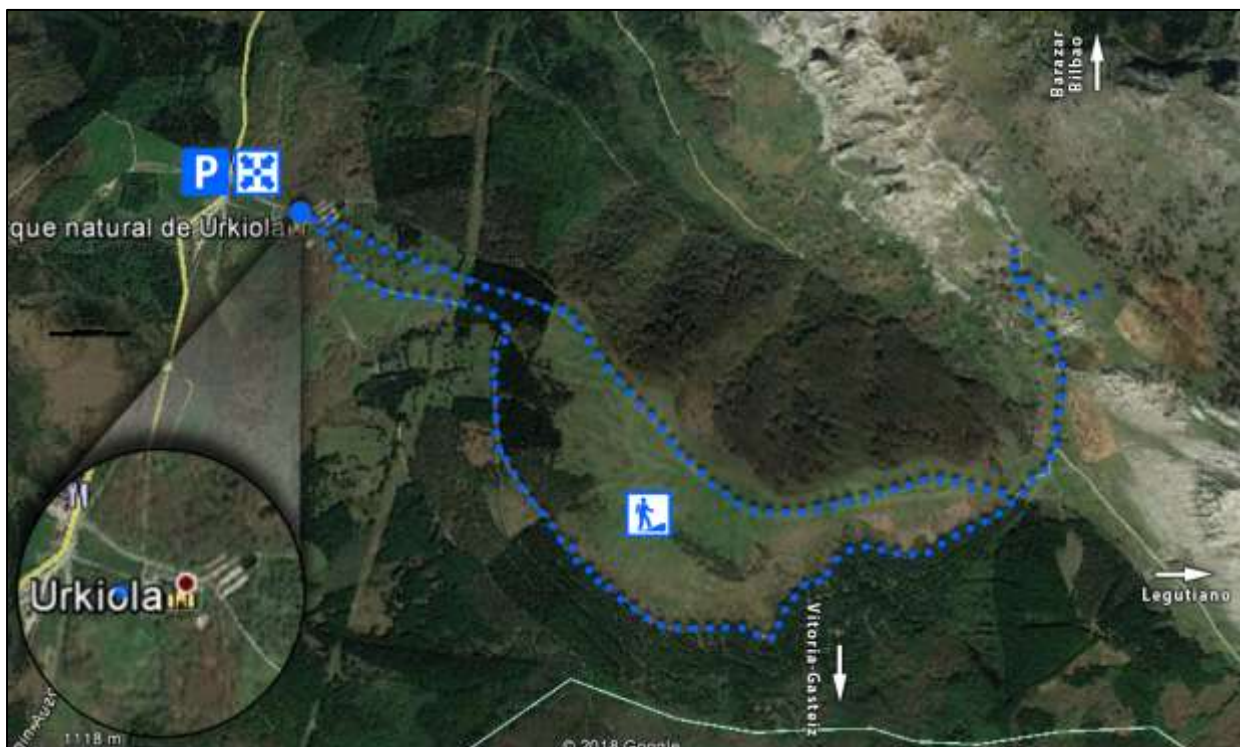 Barazar
Bilbao
P
que natural de Urkiola
Urkiola
Legutiano
Vitoria-Gasteiz
1118 m
© 2018 Google